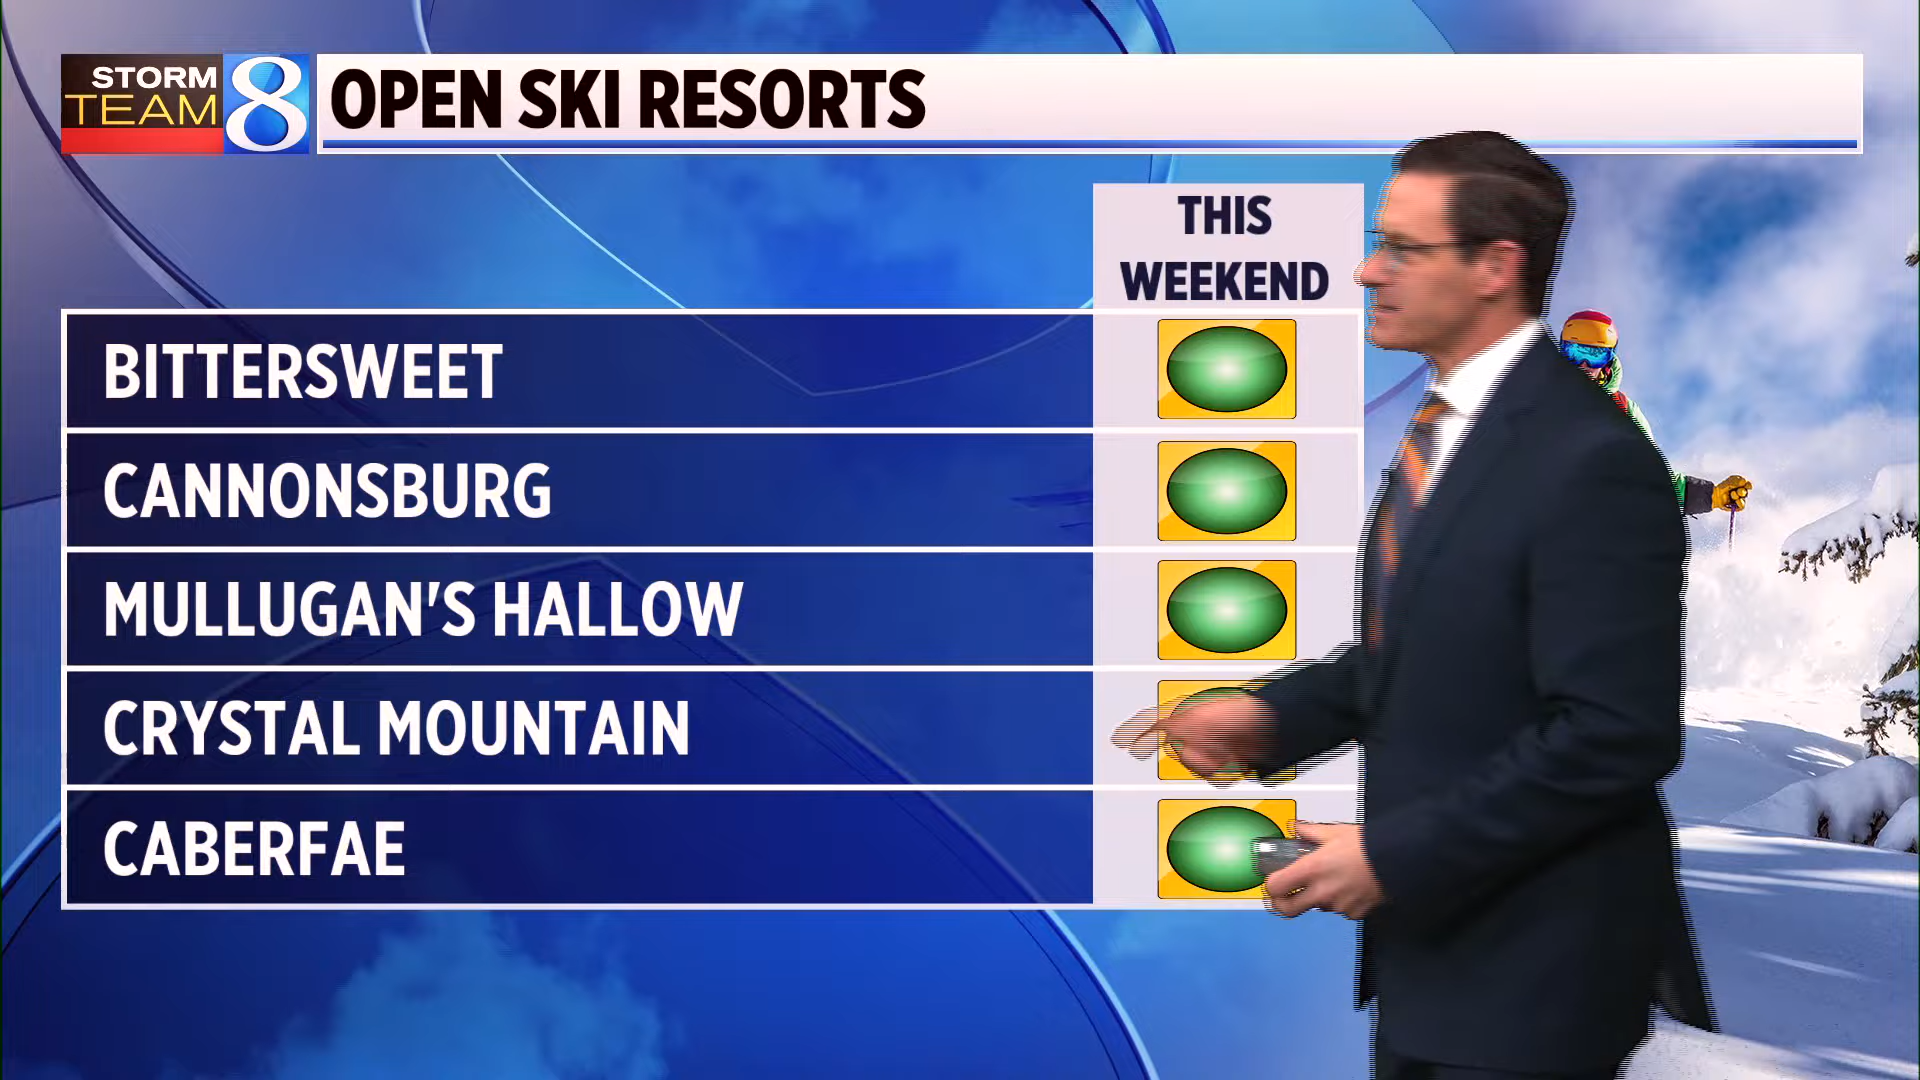 STORM
TEAM 8
OPEN SKI RESORTS
THIS
WEEKEND
BITTERSWEET
CANNONSBURG
MULLUGAN'S HALLOW
CRYSTAL MOUNTAIN
CABERFAE